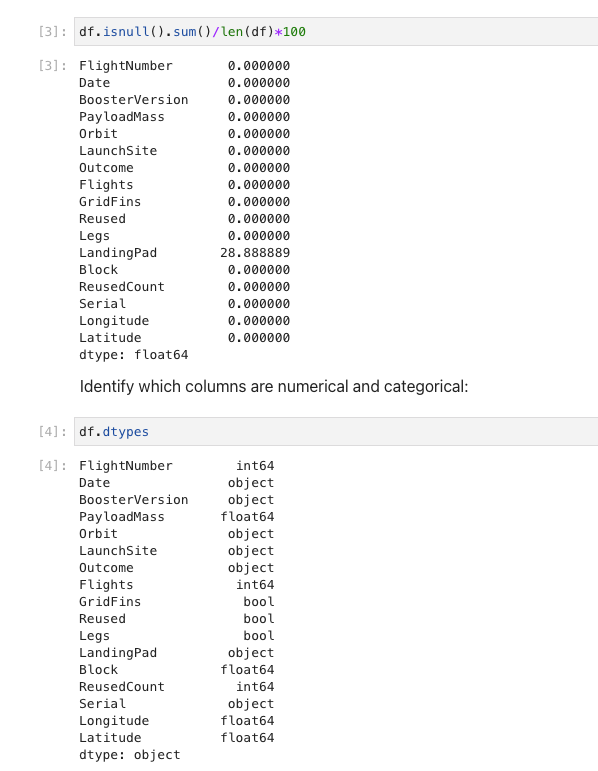 [3]: df.isnull().sum()/len(df)*100
[3]: FlightNumber 0.000000
Date 0.000000
BoosterVersion 0.000000
PayloadMass 0.000000
Orbit 0.000000
LaunchSite 0.000000
Outcome 0.000000
Flights 0.000000
GridFins 0.000000
Reused 0.000000
Legs 0.000000
LandingPad 28.888889
Block 0.000000
ReusedCount 0.000000
Serial 0.000000
Longitude 0.000000
Latitude 0.000000
dtype: float64
Identify which columns are numerical and categorical:
[4]: df.dtypes
[4]: FlightNumber int64
Date object
BoosterVersion object
PayloadMass float64
Orbit object
LaunchSite object
Outcome object
Flights int64
GridFins bool
Reused bool
Legs bool
LandingPad object
Block float64
ReusedCount int64
Serial object
Longitude float64
Latitude float64
dtype: object